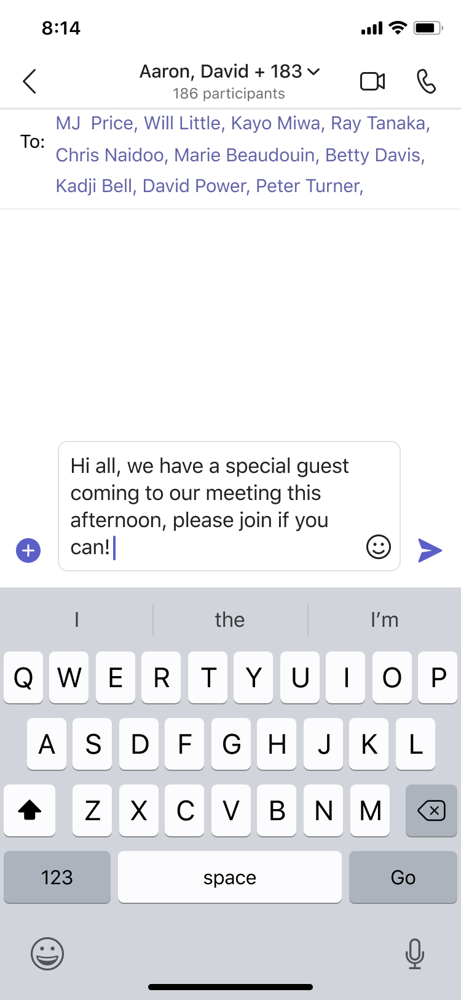 8:14
Aaron, David + 183
186 participants
To:
MJ  Price, Will Little, Kayo Miwa, Ray Tanaka,
Chris Naidoo, Marie Beaudouin, Betty Davis,
Kadji Bell, David Power, Peter Turner,
Hi all, we have a special guest
coming to our meeting this
afternoon, please join if you
can!
I the I’m
Q W E R T Y U I O P
A S D F G H J K L
Z X C V B N M
123 space Go